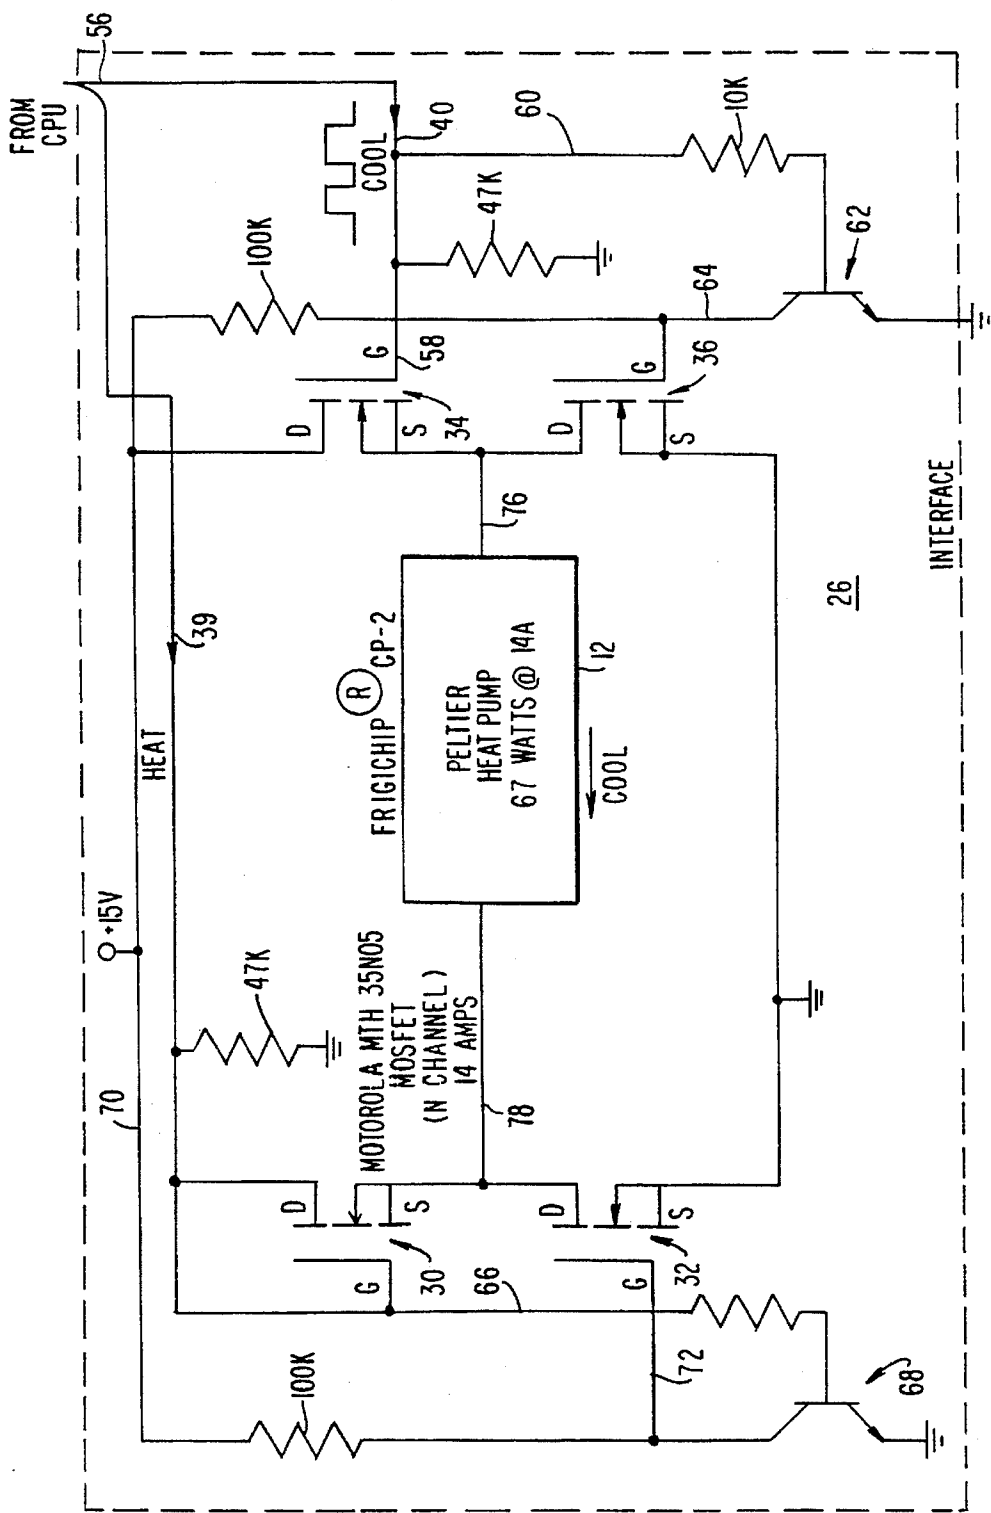 FROM
CPU
56
COOL
40
60
10K
47K
100K
62
64
G
58
G
36
D
S
34
D
S
76
INTERFACE
26
HEAT
39
FRIGICHIP ® CP-2
PELTIER
HEAT PUMP
67 WATTS @ 14A
12
COOL
+15V
70
47K
MOTOROLA MTH 35N05
MOSFET
(N CHANNEL)
14 AMPS
78
D
S
30
G
D
S
32
G
66
72
100K
68